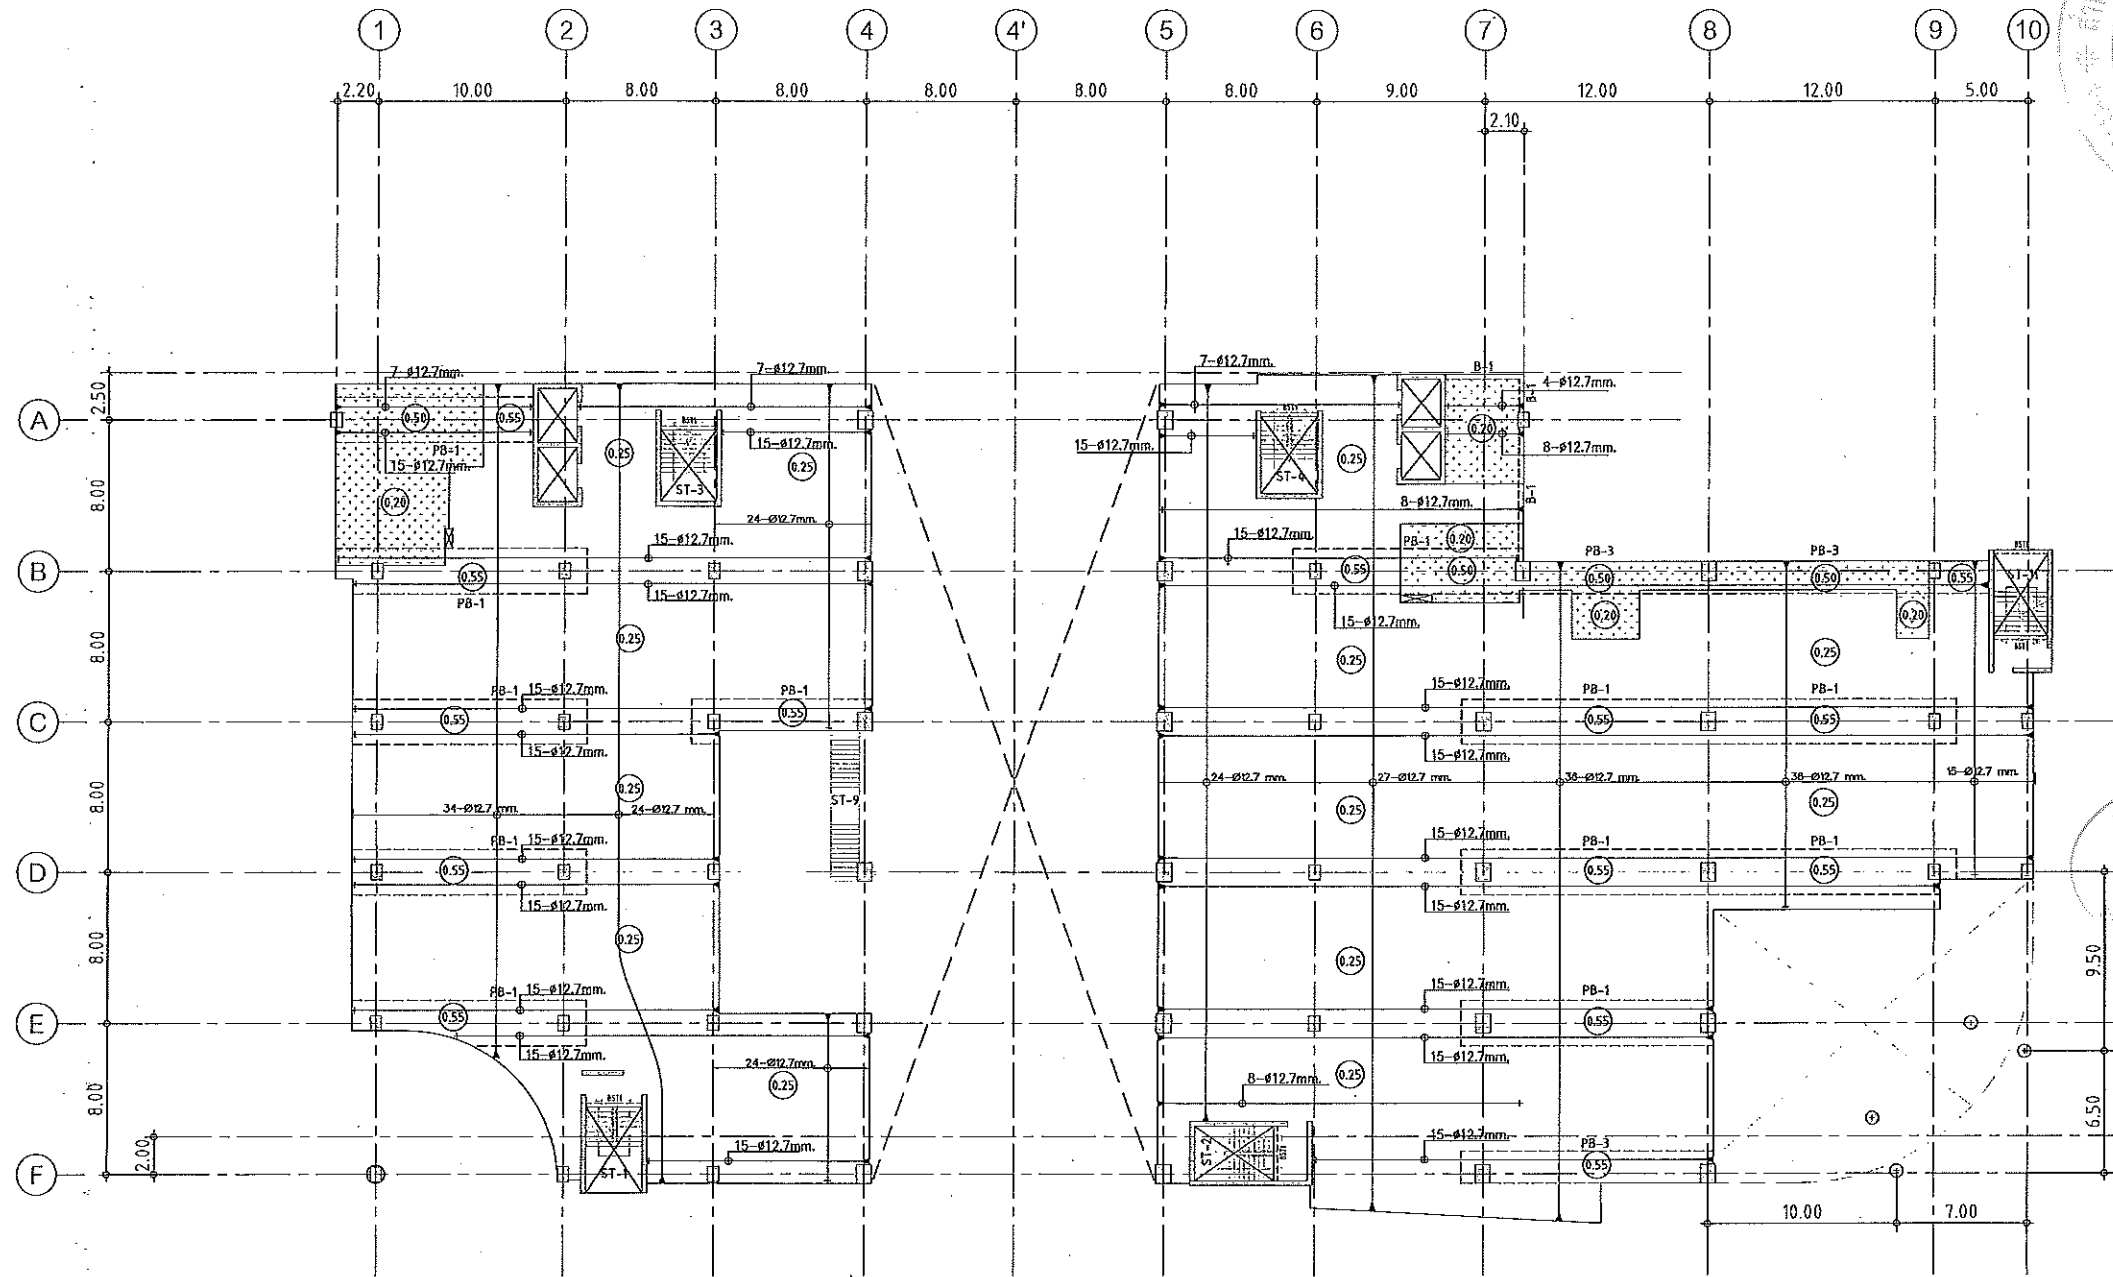 1 2 3 4 4' 5 6 7 8 9 10
2.20 10.00 8.00 8.00 8.00 8.00 8.00 9.00 12.00 12.00 5.00
2.10
2.50
7-ø12.7mm. 7-ø12.7mm. 7-ø12.7mm. B-1
4-ø12.7mm.
A 0.50 0.55 0.20
PB-1 0.25 15-ø12.7mm. 15-ø12.7mm. 0.25 8-ø12.7mm.
15-ø12.7mm. 0.25
ST-3 ST-4
8.00 0.20 B-1
8-ø12.7mm.
24-Ø12.7mm.
15-ø12.7mm. 15-ø12.7mm. PB-1 0.20 PB-3 PB-3
B 0.55 0.55 0.50 0.50 0.50 0.55 ST-11
PB-1 15-ø12.7mm. 15-ø12.7mm. 0.20 0.20
8.00 0.25 0.25 0.25
PB-1 15-ø12.7mm. PB-1 15-ø12.7mm. PB-1 PB-1
C 0.55 0.55 0.55 0.55
15-ø12.7mm. 15-ø12.7mm.
24-Ø12.7 mm. 27-Ø12.7 mm. 38-Ø12.7 mm. 38-Ø12.7 mm. 15-Ø12.7 mm.
8.00 0.25 ST-9 0.25 0.25
34-Ø12.7 mm. 24-Ø12.7 mm.
PB-1 15-ø12.7mm. 15-ø12.7mm. PB-1 PB-1
D 0.55 0.55 0.55
15-ø12.7mm. 15-ø12.7mm.
8.00 0.25 0.25 9.50
PB-1 15-ø12.7mm. 15-ø12.7mm. PB-1
E 0.55 0.55
15-ø12.7mm. 15-ø12.7mm.
24-Ø12.7mm.
8.00 0.25 8-ø12.7mm. 0.25 6.50
2.00 15-ø12.7mm. ST-2 15-ø12.7mm. PB-3
F ST-1 0.55
10.00 7.00